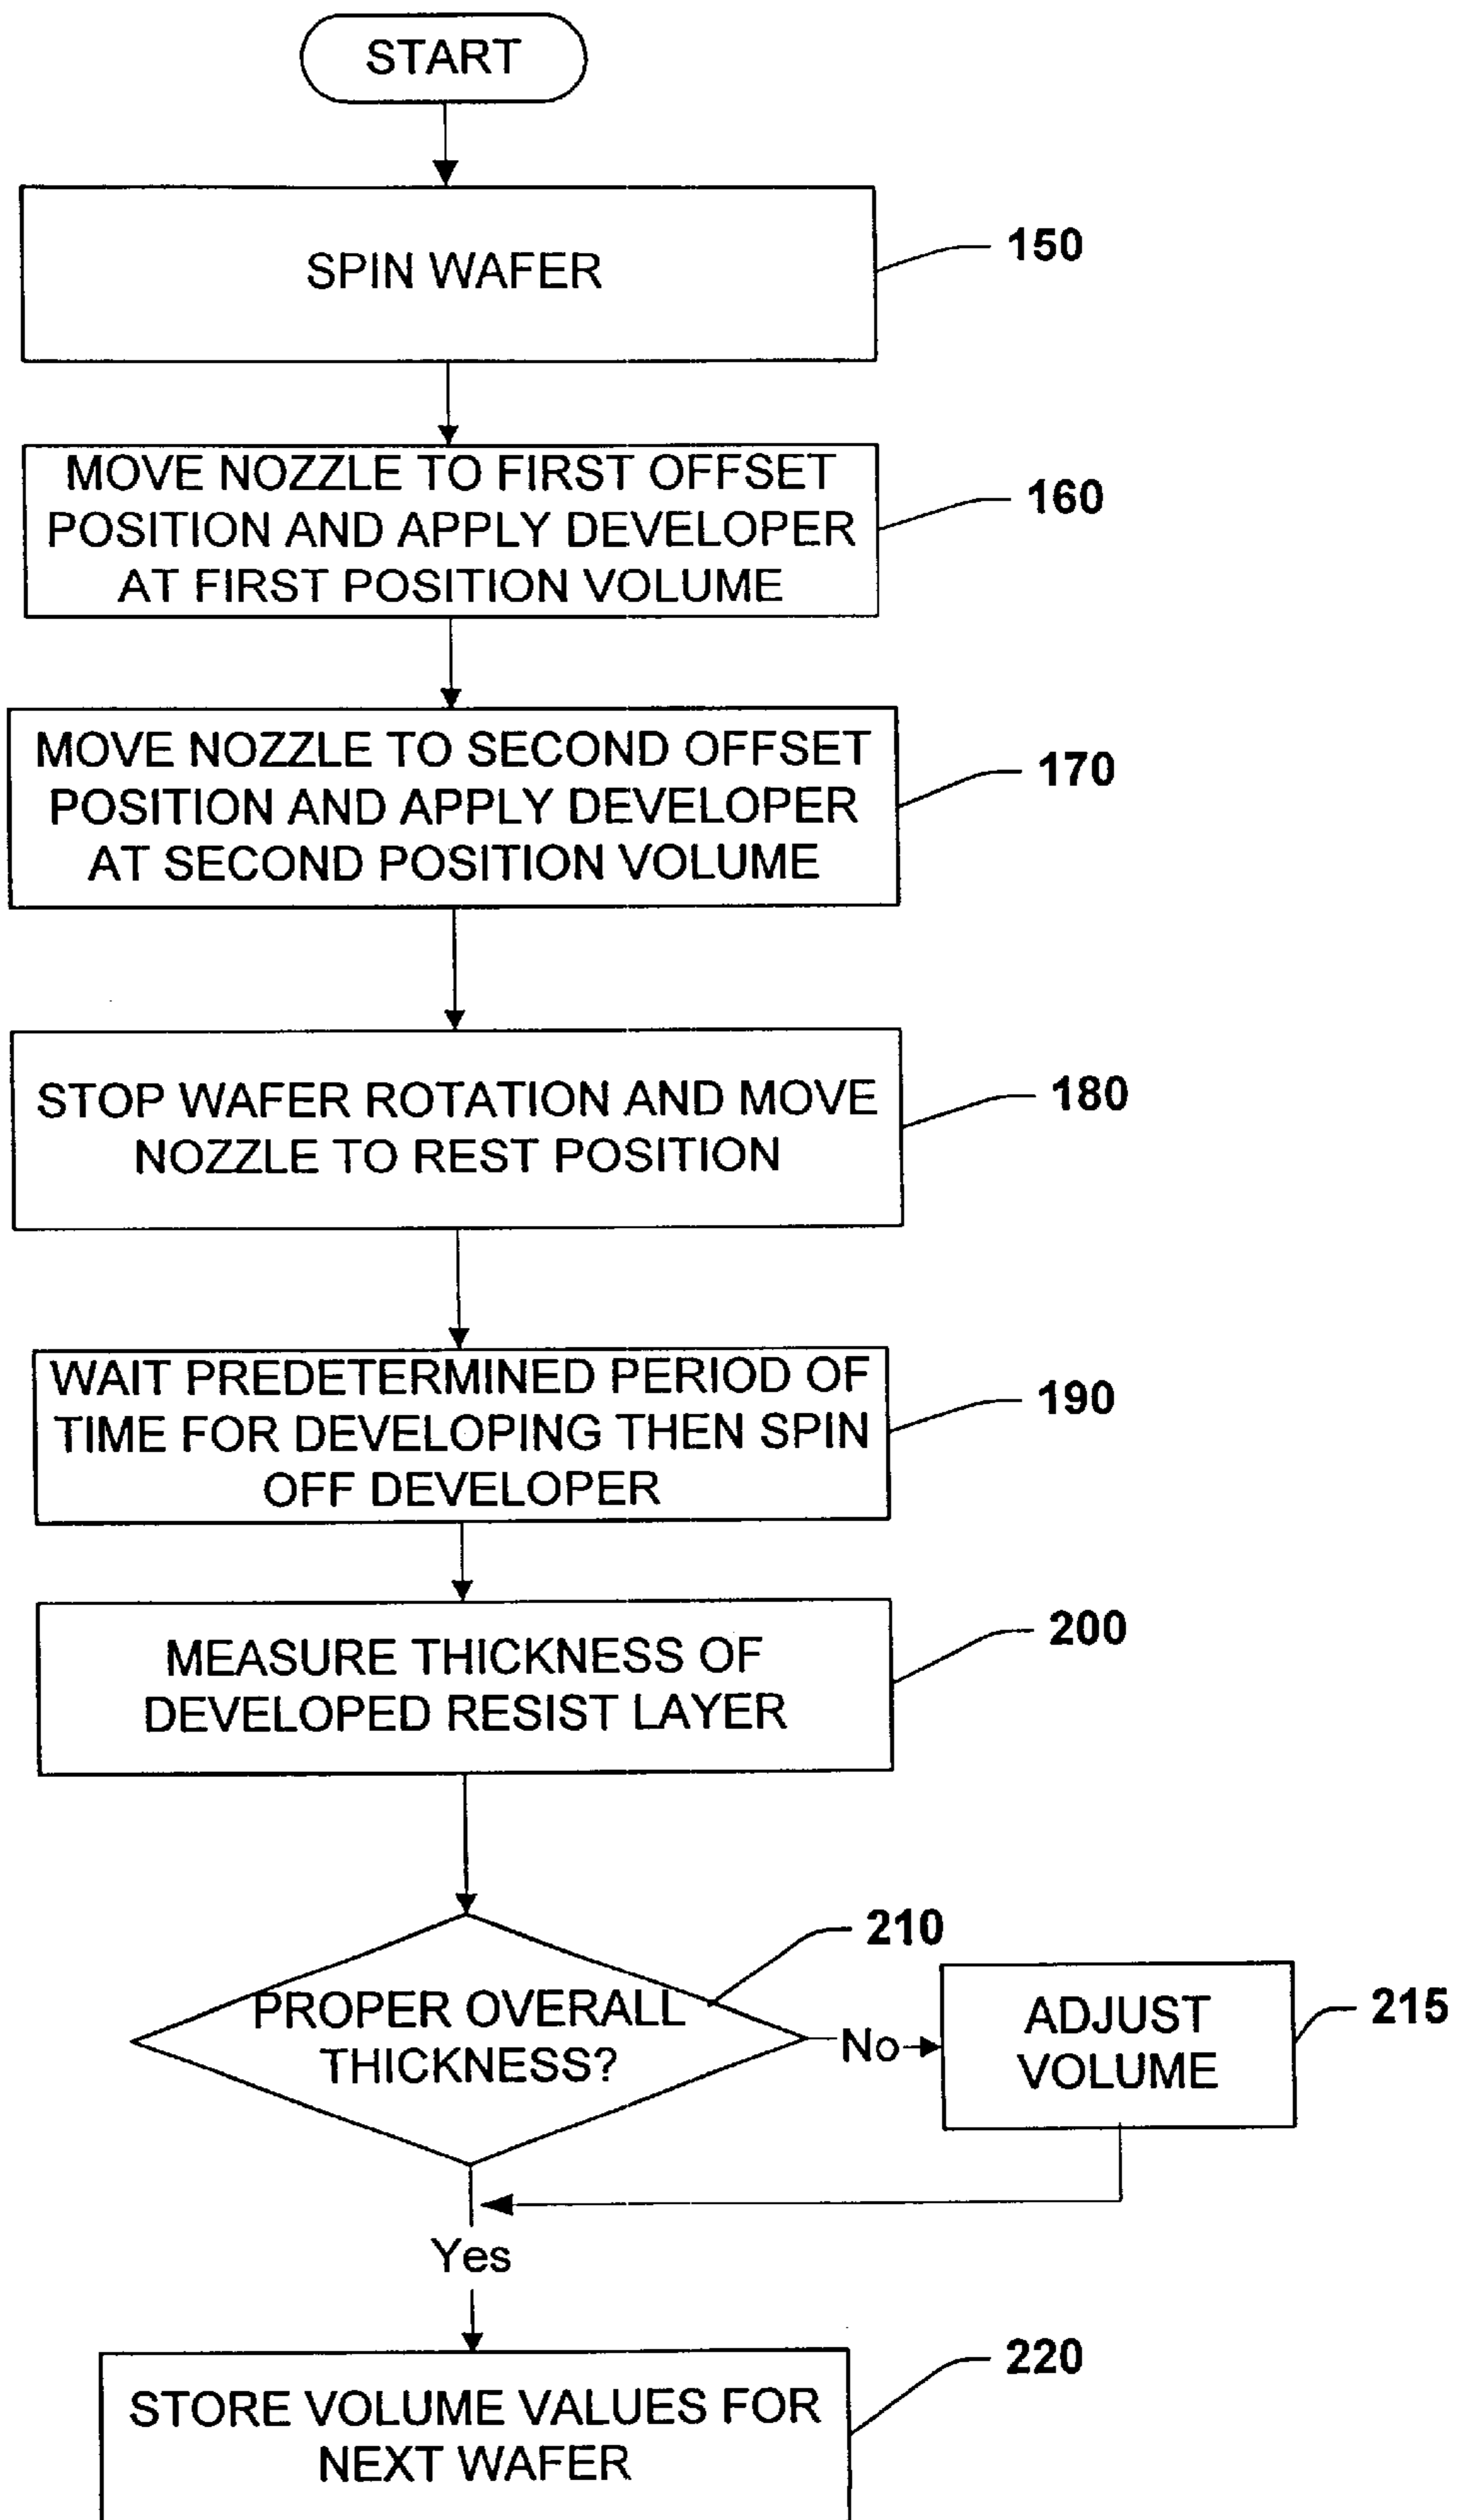 START
SPIN WAFER
150
MOVE NOZZLE TO FIRST OFFSET
POSITION AND APPLY DEVELOPER
AT FIRST POSITION VOLUME
160
MOVE NOZZLE TO SECOND OFFSET
POSITION AND APPLY DEVELOPER
AT SECOND POSITION VOLUME
170
STOP WAFER ROTATION AND MOVE
NOZZLE TO REST POSITION
180
WAIT PREDETERMINED PERIOD OF
TIME FOR DEVELOPING THEN SPIN
OFF DEVELOPER
190
MEASURE THICKNESS OF
DEVELOPED RESIST LAYER
200
PROPER OVERALL
THICKNESS?
210
No
ADJUST
VOLUME
215
Yes
STORE VOLUME VALUES FOR
NEXT WAFER
220